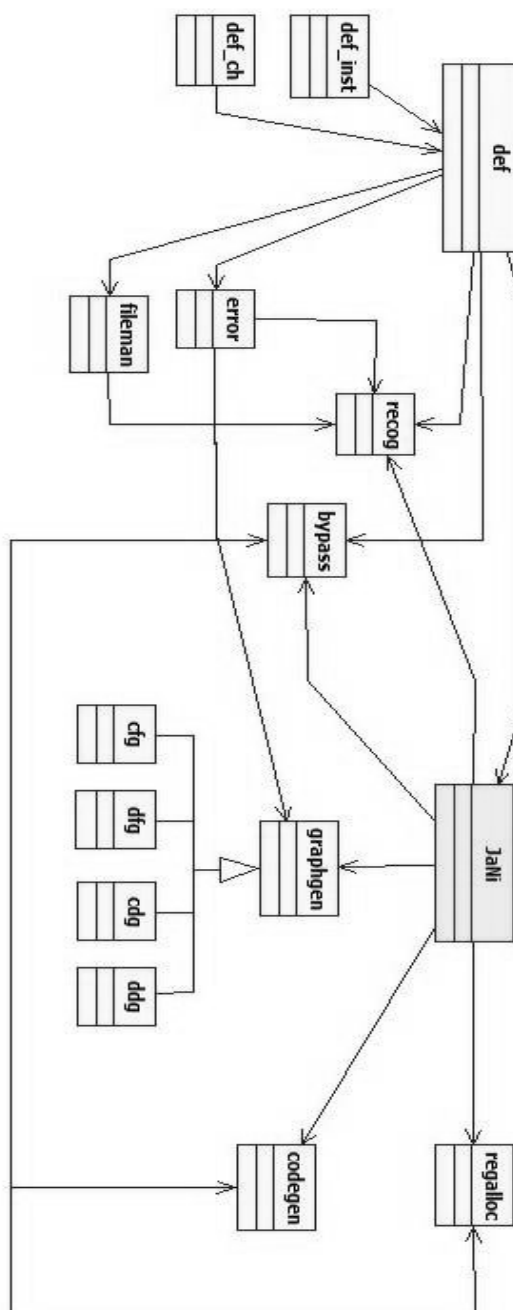 def
def_inst
def_ch
error
fileman
recog
bypass
JaNi
graphgen
cfg
dfg
cdg
ddg
regalloc
codegen